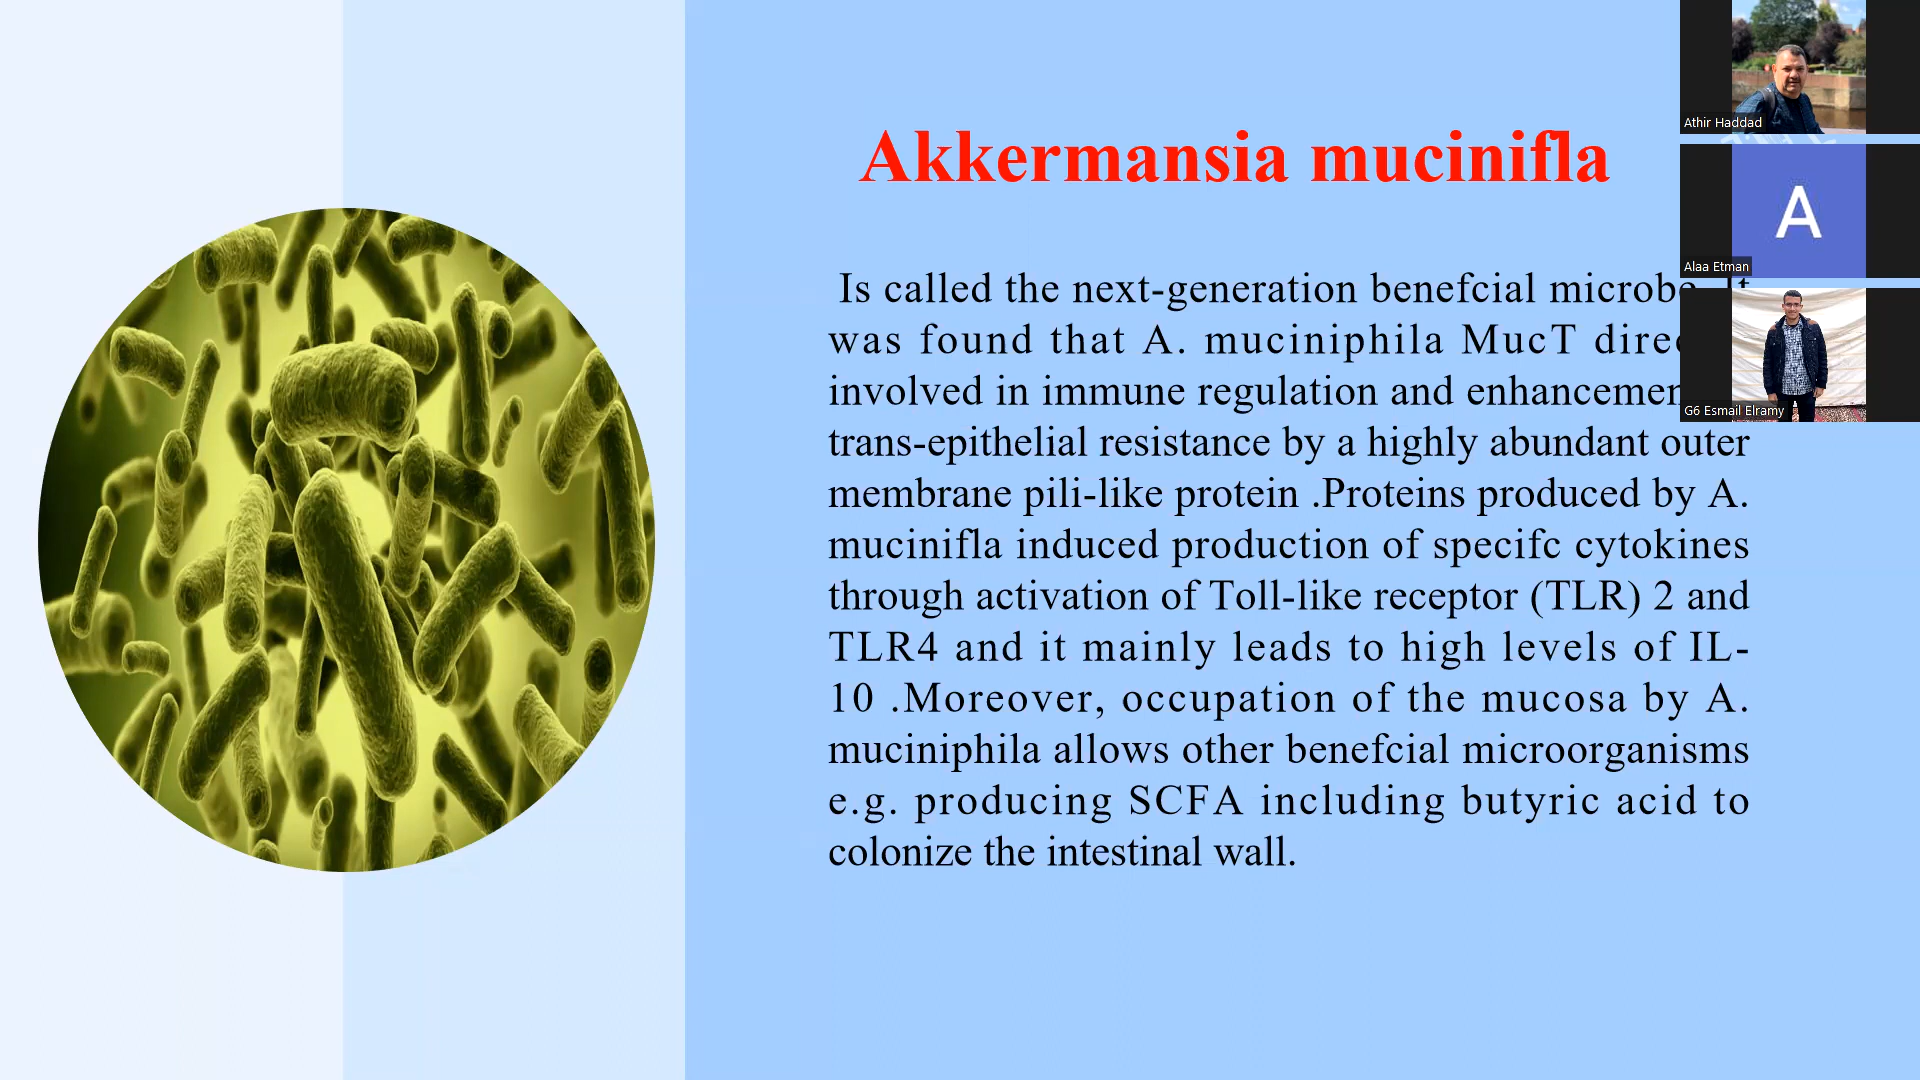 Akkermansia mucinifla
Is called the next-generation benefcial microbe. It
was found that A. muciniphila MucT
involved in immune regulation and
trans-epithelial resistance by a highly abundant outer
membrane pili-like protein .Proteins produced by A.
mucinifla induced production of specifc cytokines
through activation of Toll-like receptor (TLR) 2 and
TLR4 and it mainly leads to high levels of IL-
10 .Moreover, occupation of the mucosa by A.
muciniphila allows other benefcial microorganisms
e.g. producing SCFA including butyric acid to
colonize the intestinal wall.
Athir Haddad
A
Alaa Etman
G6 Esmail Elramy